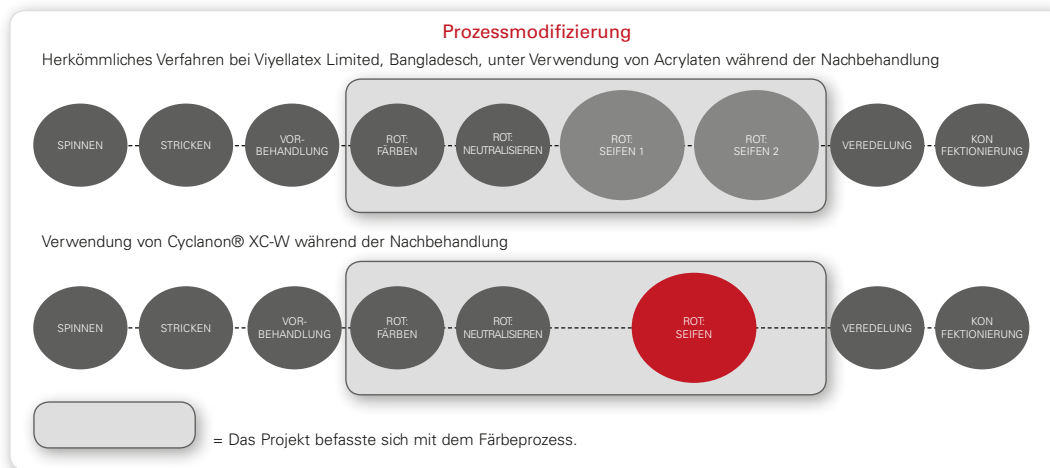 Prozessmodifizierung
Herkömmliches Verfahren bei Viyellatex Limited, Bangladesch, unter Verwendung von Acrylaten während der Nachbehandlung
SPINNEN
STRICKEN
VOR-
BEHANDLUNG
ROT:
FÄRBEN
ROT:
NEUTRALISIEREN
ROT:
SEIFEN 1
ROT:
SEIFEN 2
VEREDELUNG
KON
FEKTIONIERUNG
Verwendung von Cyclanon® XC-W während der Nachbehandlung
SPINNEN
STRICKEN
VOR-
BEHANDLUNG
ROT:
FÄRBEN
ROT:
NEUTRALISIEREN
ROT:
SEIFEN
VEREDELUNG
KON
FEKTIONIERUNG
= Das Projekt befasste sich mit dem Färbeprozess.